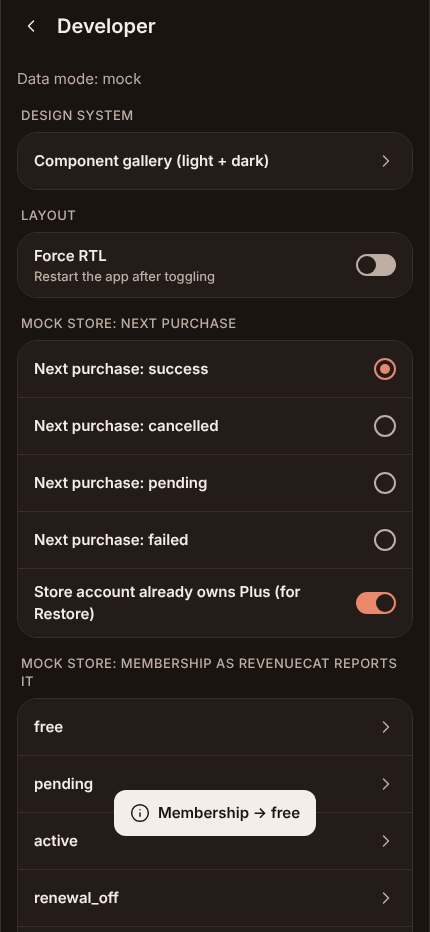 Developer
Data mode: mock
DESIGN SYSTEM
Component gallery (light + dark)
LAYOUT
Force RTL
Restart the app after toggling
MOCK STORE: NEXT PURCHASE
Next purchase: success
Next purchase: cancelled
Next purchase: pending
Next purchase: failed
Store account already owns Plus (for
Restore)
MOCK STORE: MEMBERSHIP AS REVENUECAT REPORTS
IT
free
pending
Membership → free
active
renewal_off